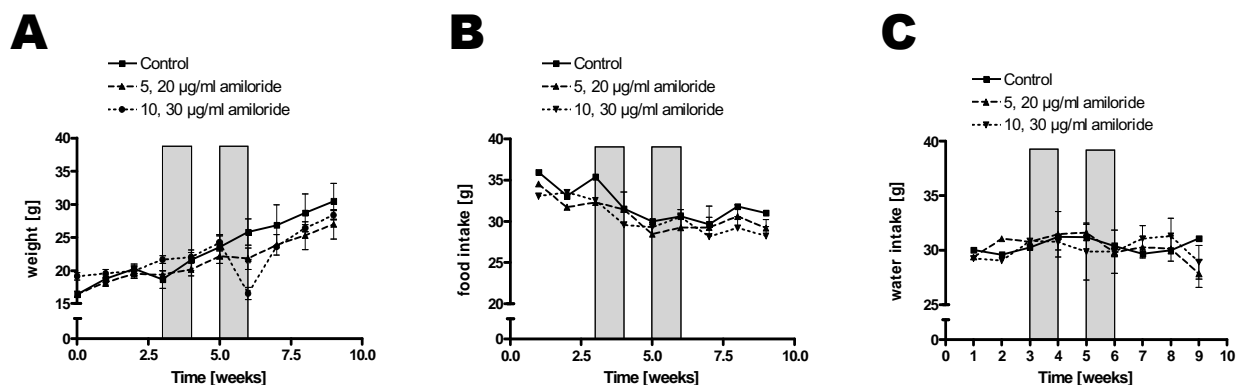 A
Control
5, 20 µg/ml amiloride
10, 30 µg/ml amiloride
weight [g]
40
35
30
25
20
15
0
0.0 2.5 5.0 7.5 10.0
Time [weeks]
B
Control
5, 20 µg/ml amiloride
10, 30 µg/ml amiloride
food intake [g]
40
35
30
25
20
0
0.0 2.5 5.0 7.5 10.0
Time [weeks]
C
Control
5, 20 µg/ml amiloride
10, 30 µg/ml amiloride
water intake [g]
40
35
30
25
0
0 1 2 3 4 5 6 7 8 9 10
Time [weeks]